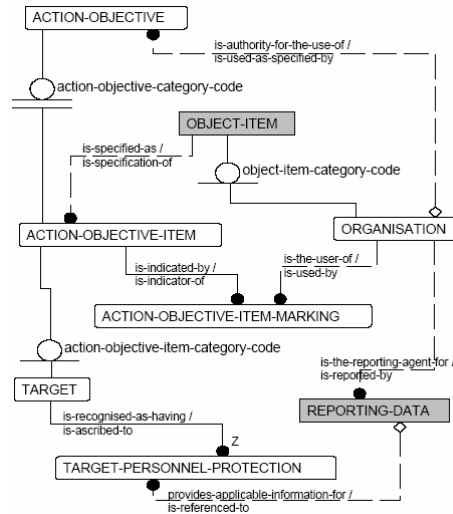 ACTION-OBJECTIVE
is-authority-for-the-use-of /
is-used-as-specified-by
action-objective-category-code
OBJECT-ITEM
is-specified-as /
is-specification-of
object-item-category-code
ACTION-OBJECTIVE-ITEM
ORGANISATION
is-indicated-by /
is-indicator-of
is-the-user-of /
is-used-by
ACTION-OBJECTIVE-ITEM-MARKING
action-objective-item-category-code
is-the-reporting-agent-for /
is-reported-by
TARGET
REPORTING-DATA
is-recognised-as-having /
is-ascribed-to
Z
TARGET-PERSONNEL-PROTECTION
provides-applicable-information-for /
is-referenced-to